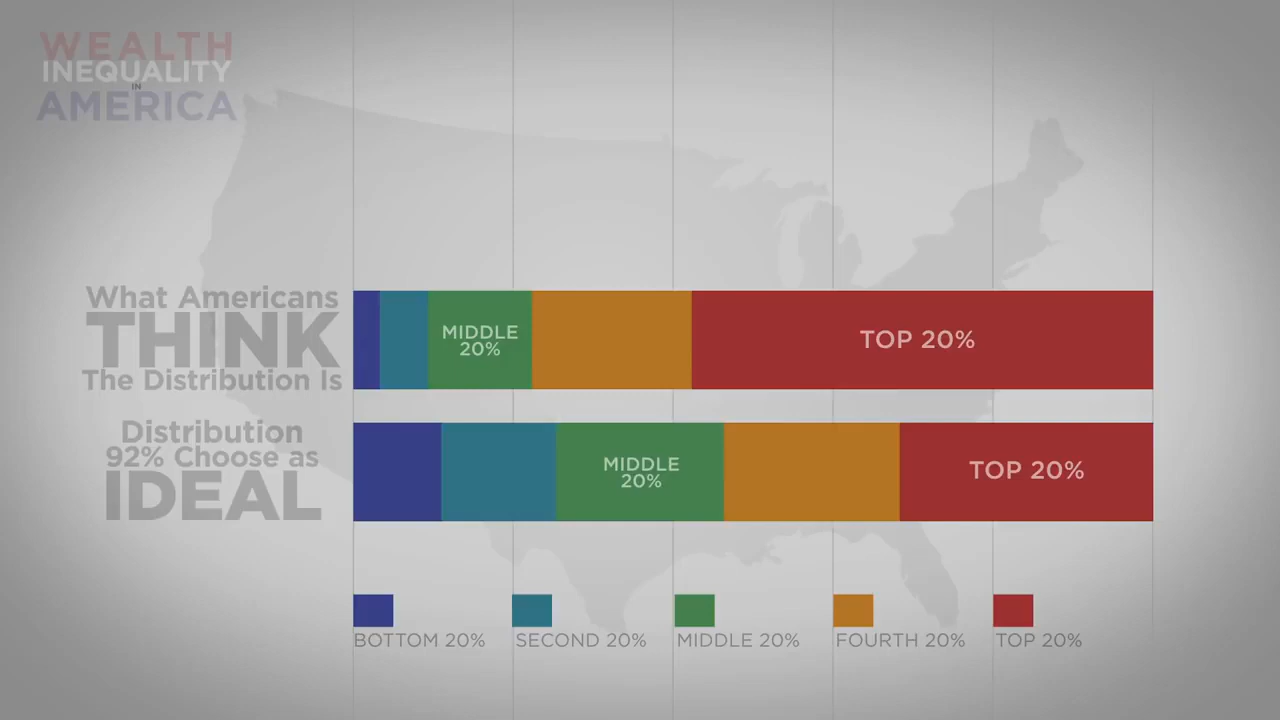 WEALTH
INEQUALITY
IN
AMERICA
What Americans
THINK
The Distribution Is
MIDDLE
20%
TOP 20%
Distribution
92% Choose as
IDEAL
MIDDLE
20%
TOP 20%
BOTTOM 20%
SECOND 20%
MIDDLE 20%
FOURTH 20%
TOP 20%